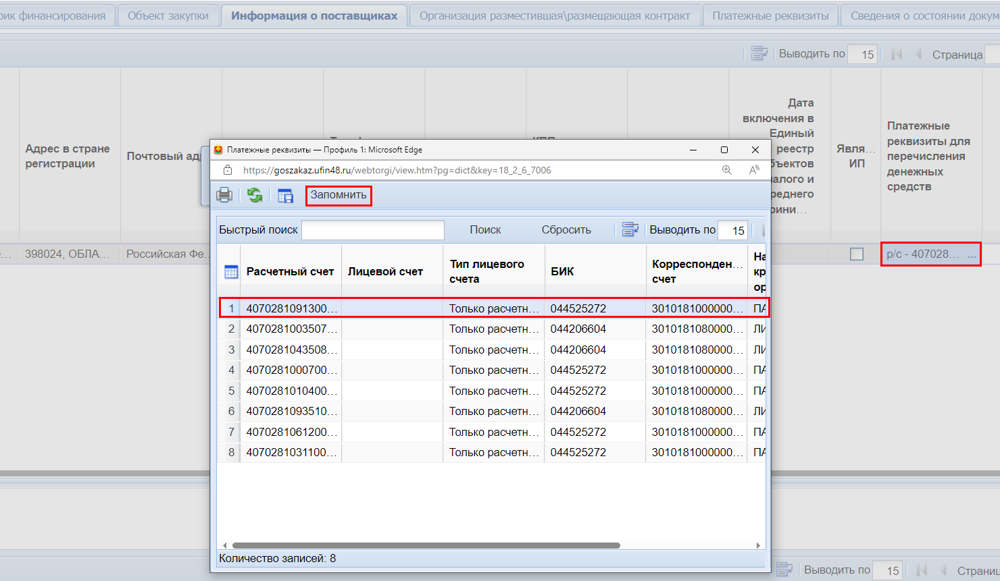 рик финансирования
Объект закупки
Информация о поставщиках
Организация разместившая\размещающая контракт
Платежные реквизиты
Сведения о состоянии докум
Выводить по 15
Страница
Адрес в стране
регистрации
Почтовый адр
КПП
Дата
включения в
Единый
реестр
бъектов
алого и
реднего
рини…
Явля…
ИП
Платежные
реквизиты для
перечисления
денежных
средств
е…
398024, ОБЛА…
Российская Фе…
р/с - 407028… ...
Платежные реквизиты — Профиль 1: Microsoft Edge
https://goszakaz.ufin48.ru/webtorgi/view.htm?pg=dict&key=18_2_6_7006
Запомнить
Быстрый поиск
Поиск
Сбросить
Выводить по 15
Расчетный счет
Лицевой счет
Тип лицевого
счета
БИК
Корреспонден…
счет
На
кр
ор
1 4070281091300… Только расчетн… 044525272 3010181000000… ПА
2 4070281003507… Только расчетн… 044206604 3010181080000… ЛИ
3 4070281043508… Только расчетн… 044206604 3010181080000… ЛИ
4 4070281000700… Только расчетн… 044525272 3010181000000… ПА
5 4070281010400… Только расчетн… 044525272 3010181000000… ПА
6 4070281093510… Только расчетн… 044206604 3010181080000… ЛИ
7 4070281061200… Только расчетн… 044525272 3010181000000… ПА
8 4070281031100… Только расчетн… 044525272 3010181000000… ПА
Количество записей: 8
Выводить по 15
Страниц